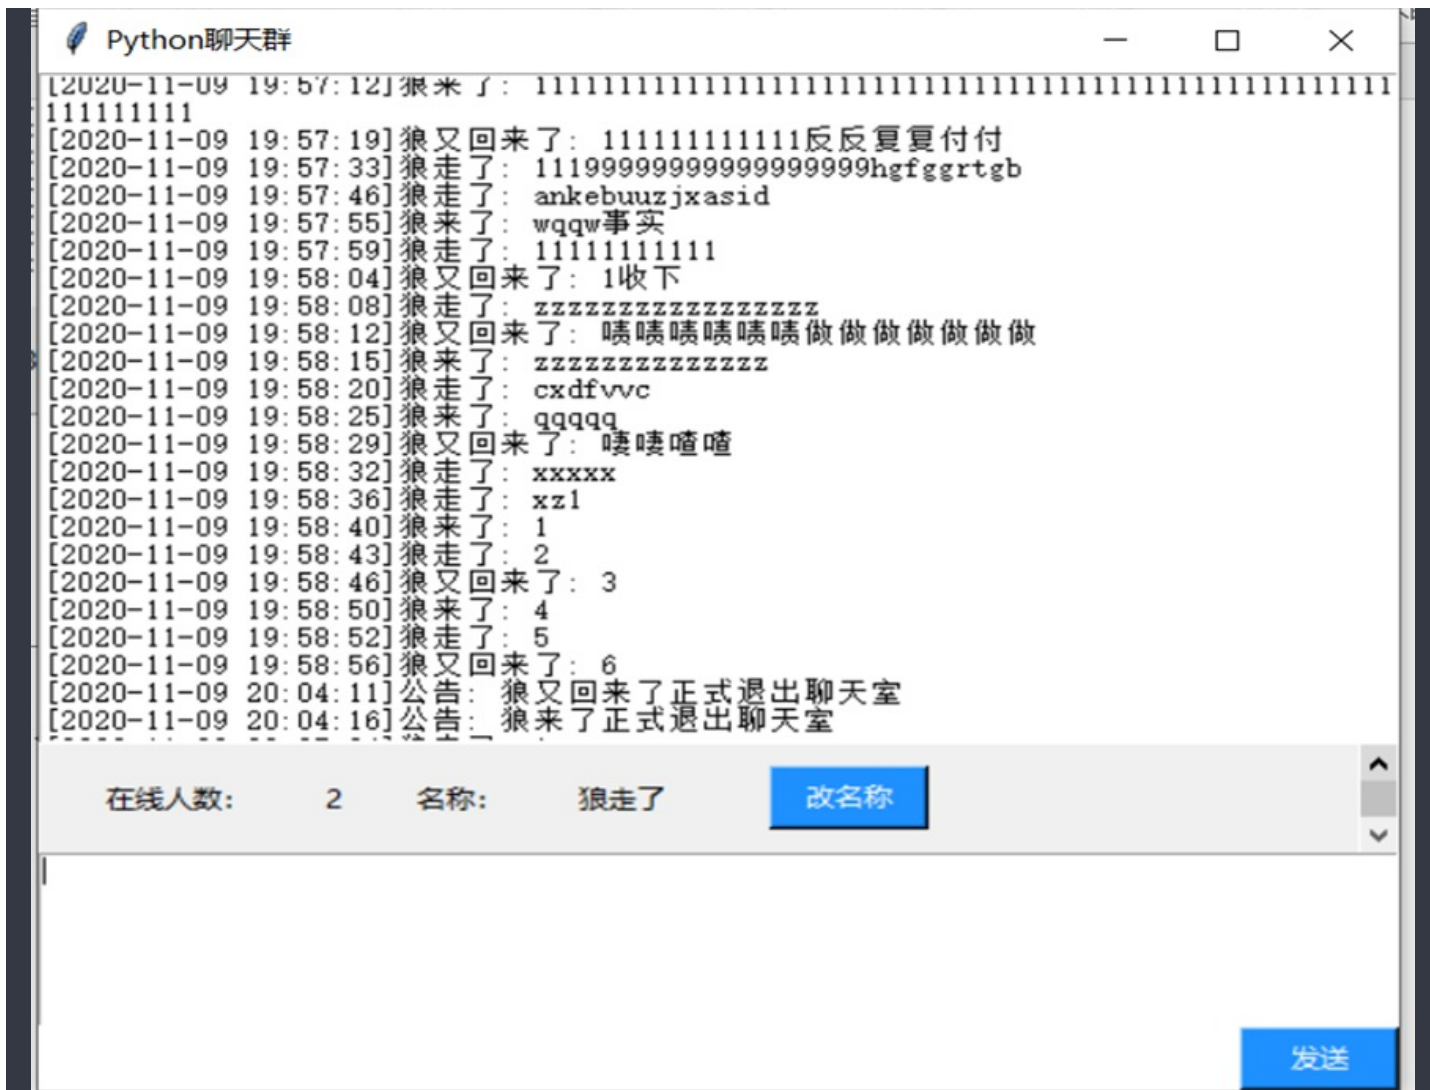 Python聊天群
[2020-11-09 19:57:12]狼来了: 111111111111111111111111111111111111111111111111111
111111111
[2020-11-09 19:57:19]狼又回来了: 111111111111反反复复付付
[2020-11-09 19:57:33]狼走了: 11199999999999999999hgfggrtgb
[2020-11-09 19:57:46]狼走了: ankebuuzjxasid
[2020-11-09 19:57:55]狼来了: wqqw事实
[2020-11-09 19:57:59]狼走了: 11111111111
[2020-11-09 19:58:04]狼又回来了: 1收下
[2020-11-09 19:58:08]狼走了: zzzzzzzzzzzzzzzzz
[2020-11-09 19:58:12]狼又回来了: 啧啧啧啧啧啧做做做做做做做
[2020-11-09 19:58:15]狼来了: zzzzzzzzzzzzzz
[2020-11-09 19:58:20]狼走了: cxdfvvc
[2020-11-09 19:58:25]狼来了: qqqqq
[2020-11-09 19:58:29]狼又回来了: 啛啛喳喳
[2020-11-09 19:58:32]狼走了: xxxxx
[2020-11-09 19:58:36]狼走了: xz1
[2020-11-09 19:58:40]狼来了: 1
[2020-11-09 19:58:43]狼走了: 2
[2020-11-09 19:58:46]狼又回来了: 3
[2020-11-09 19:58:50]狼来了: 4
[2020-11-09 19:58:52]狼走了: 5
[2020-11-09 19:58:56]狼又回来了: 6
[2020-11-09 20:04:11]公告: 狼又回来了正式退出聊天室
[2020-11-09 20:04:16]公告: 狼来了正式退出聊天室
在线人数: 2 名称: 狼走了 改名称
发送